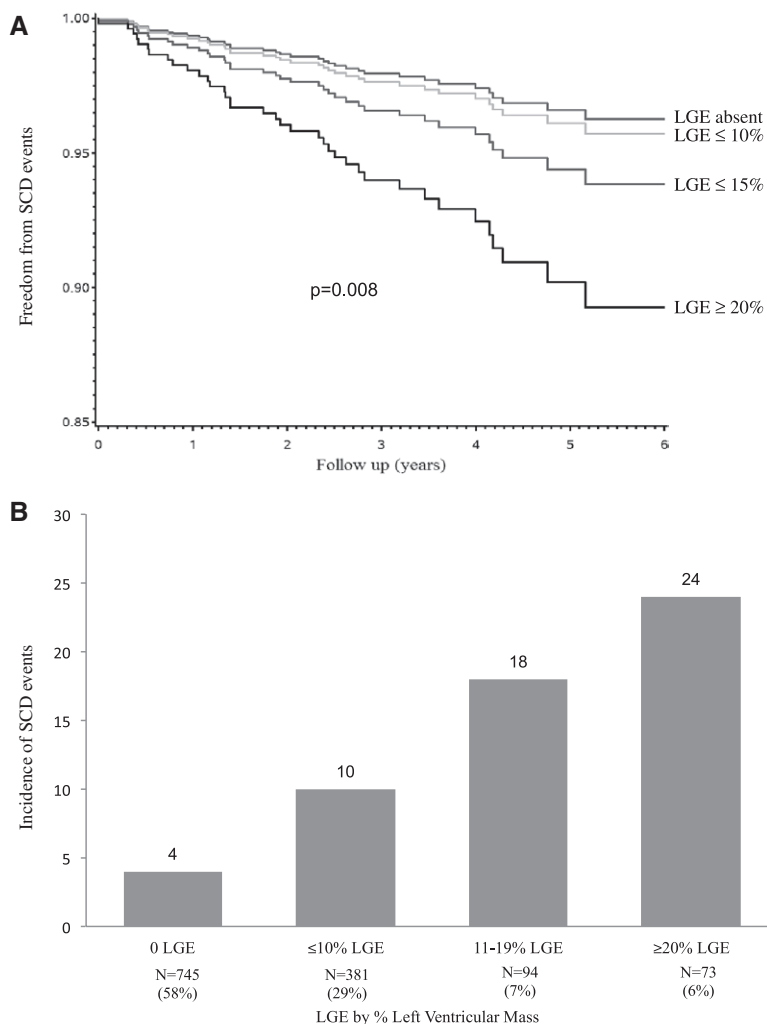 A
1.00
0.95
0.90
0.85
Freedom from SCD events
LGE absent
LGE ≤ 10%
LGE ≤ 15%
LGE ≥ 20%
p=0.008
0 1 2 3 4 5 6
Follow up (years)
B
30
25
20
15
10
5
0
Incidence of SCD events
4
10
18
24
0 LGE ≤10% LGE 11-19% LGE ≥20% LGE
N=745 N=381 N=94 N=73
(58%) (29%) (7%) (6%)
LGE by % Left Ventricular Mass